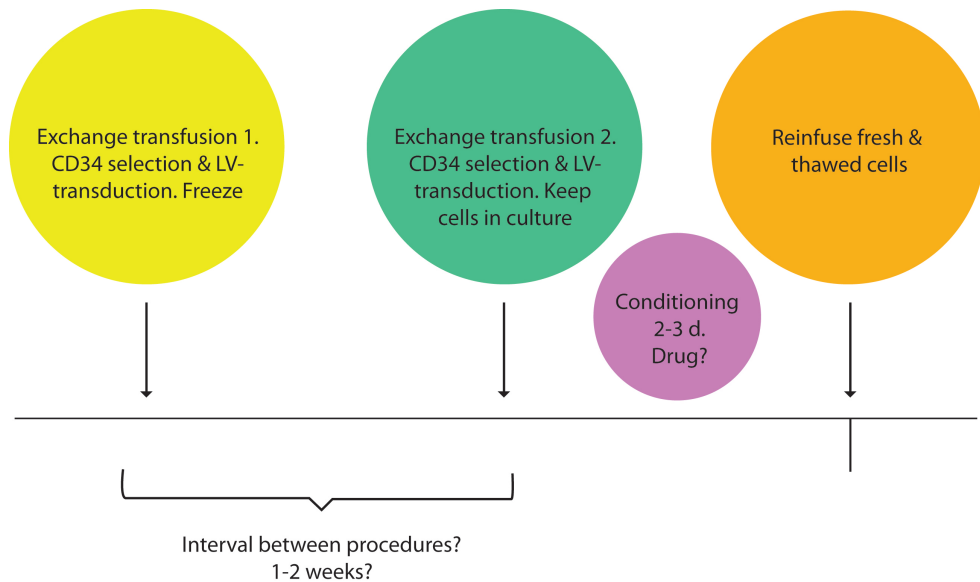 Exchange transfusion 1.
CD34 selection & LV-
transduction. Freeze
Exchange transfusion 2.
CD34 selection & LV-
transduction. Keep
cells in culture
Reinfuse fresh &
thawed cells
Conditioning
2-3 d.
Drug?
Interval between procedures?
1-2 weeks?